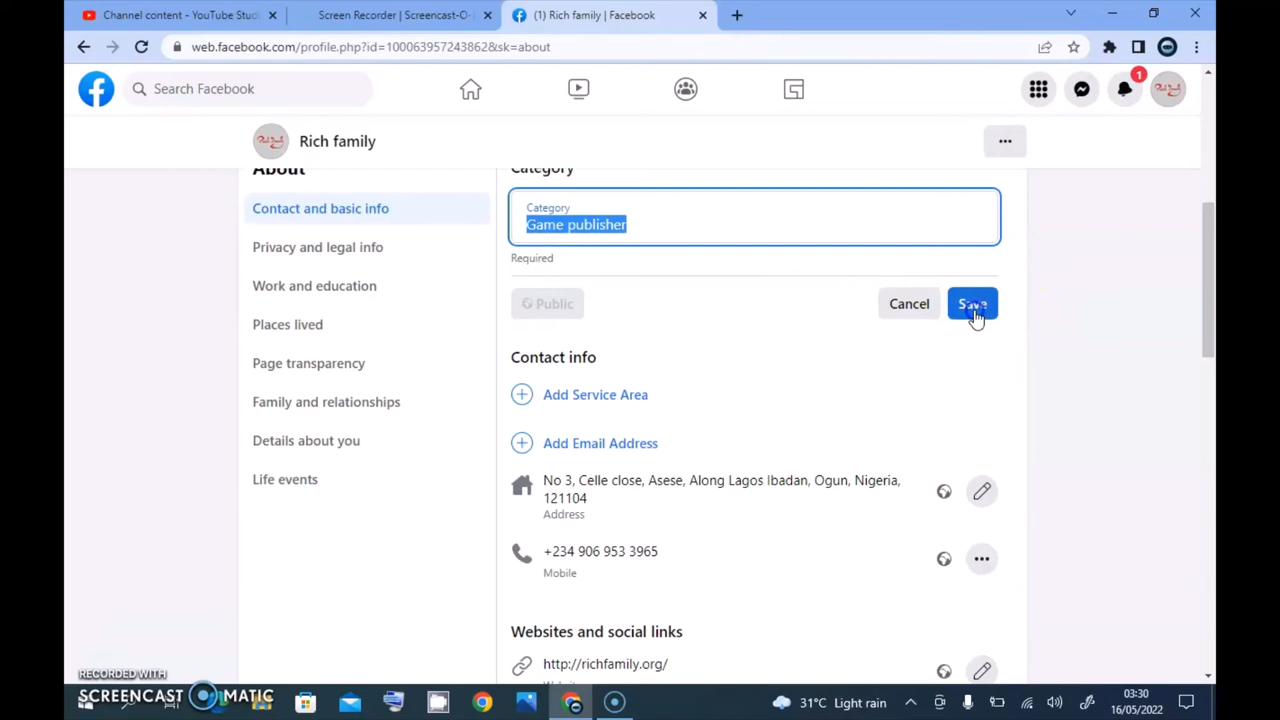 Channel content - YouTube Studi
Screen Recorder | Screencast-O-
(1) Rich family | Facebook
web.facebook.com/profile.php?id=100063957243862&sk=about
Search Facebook
1
Rich family
About
Category
Contact and basic info
Category
Game publisher
Privacy and legal info
Required
Work and education
Public
Cancel
Save
Places lived
Contact info
Page transparency
Add Service Area
Family and relationships
Add Email Address
Details about you
Life events
No 3, Celle close, Asese, Along Lagos Ibadan, Ogun, Nigeria,
121104
Address
+234 906 953 3965
Mobile
Websites and social links
http://richfamily.org/
RECORDED WITH
SCREENCAST MATIC
31°C Light rain
03:30
16/05/2022